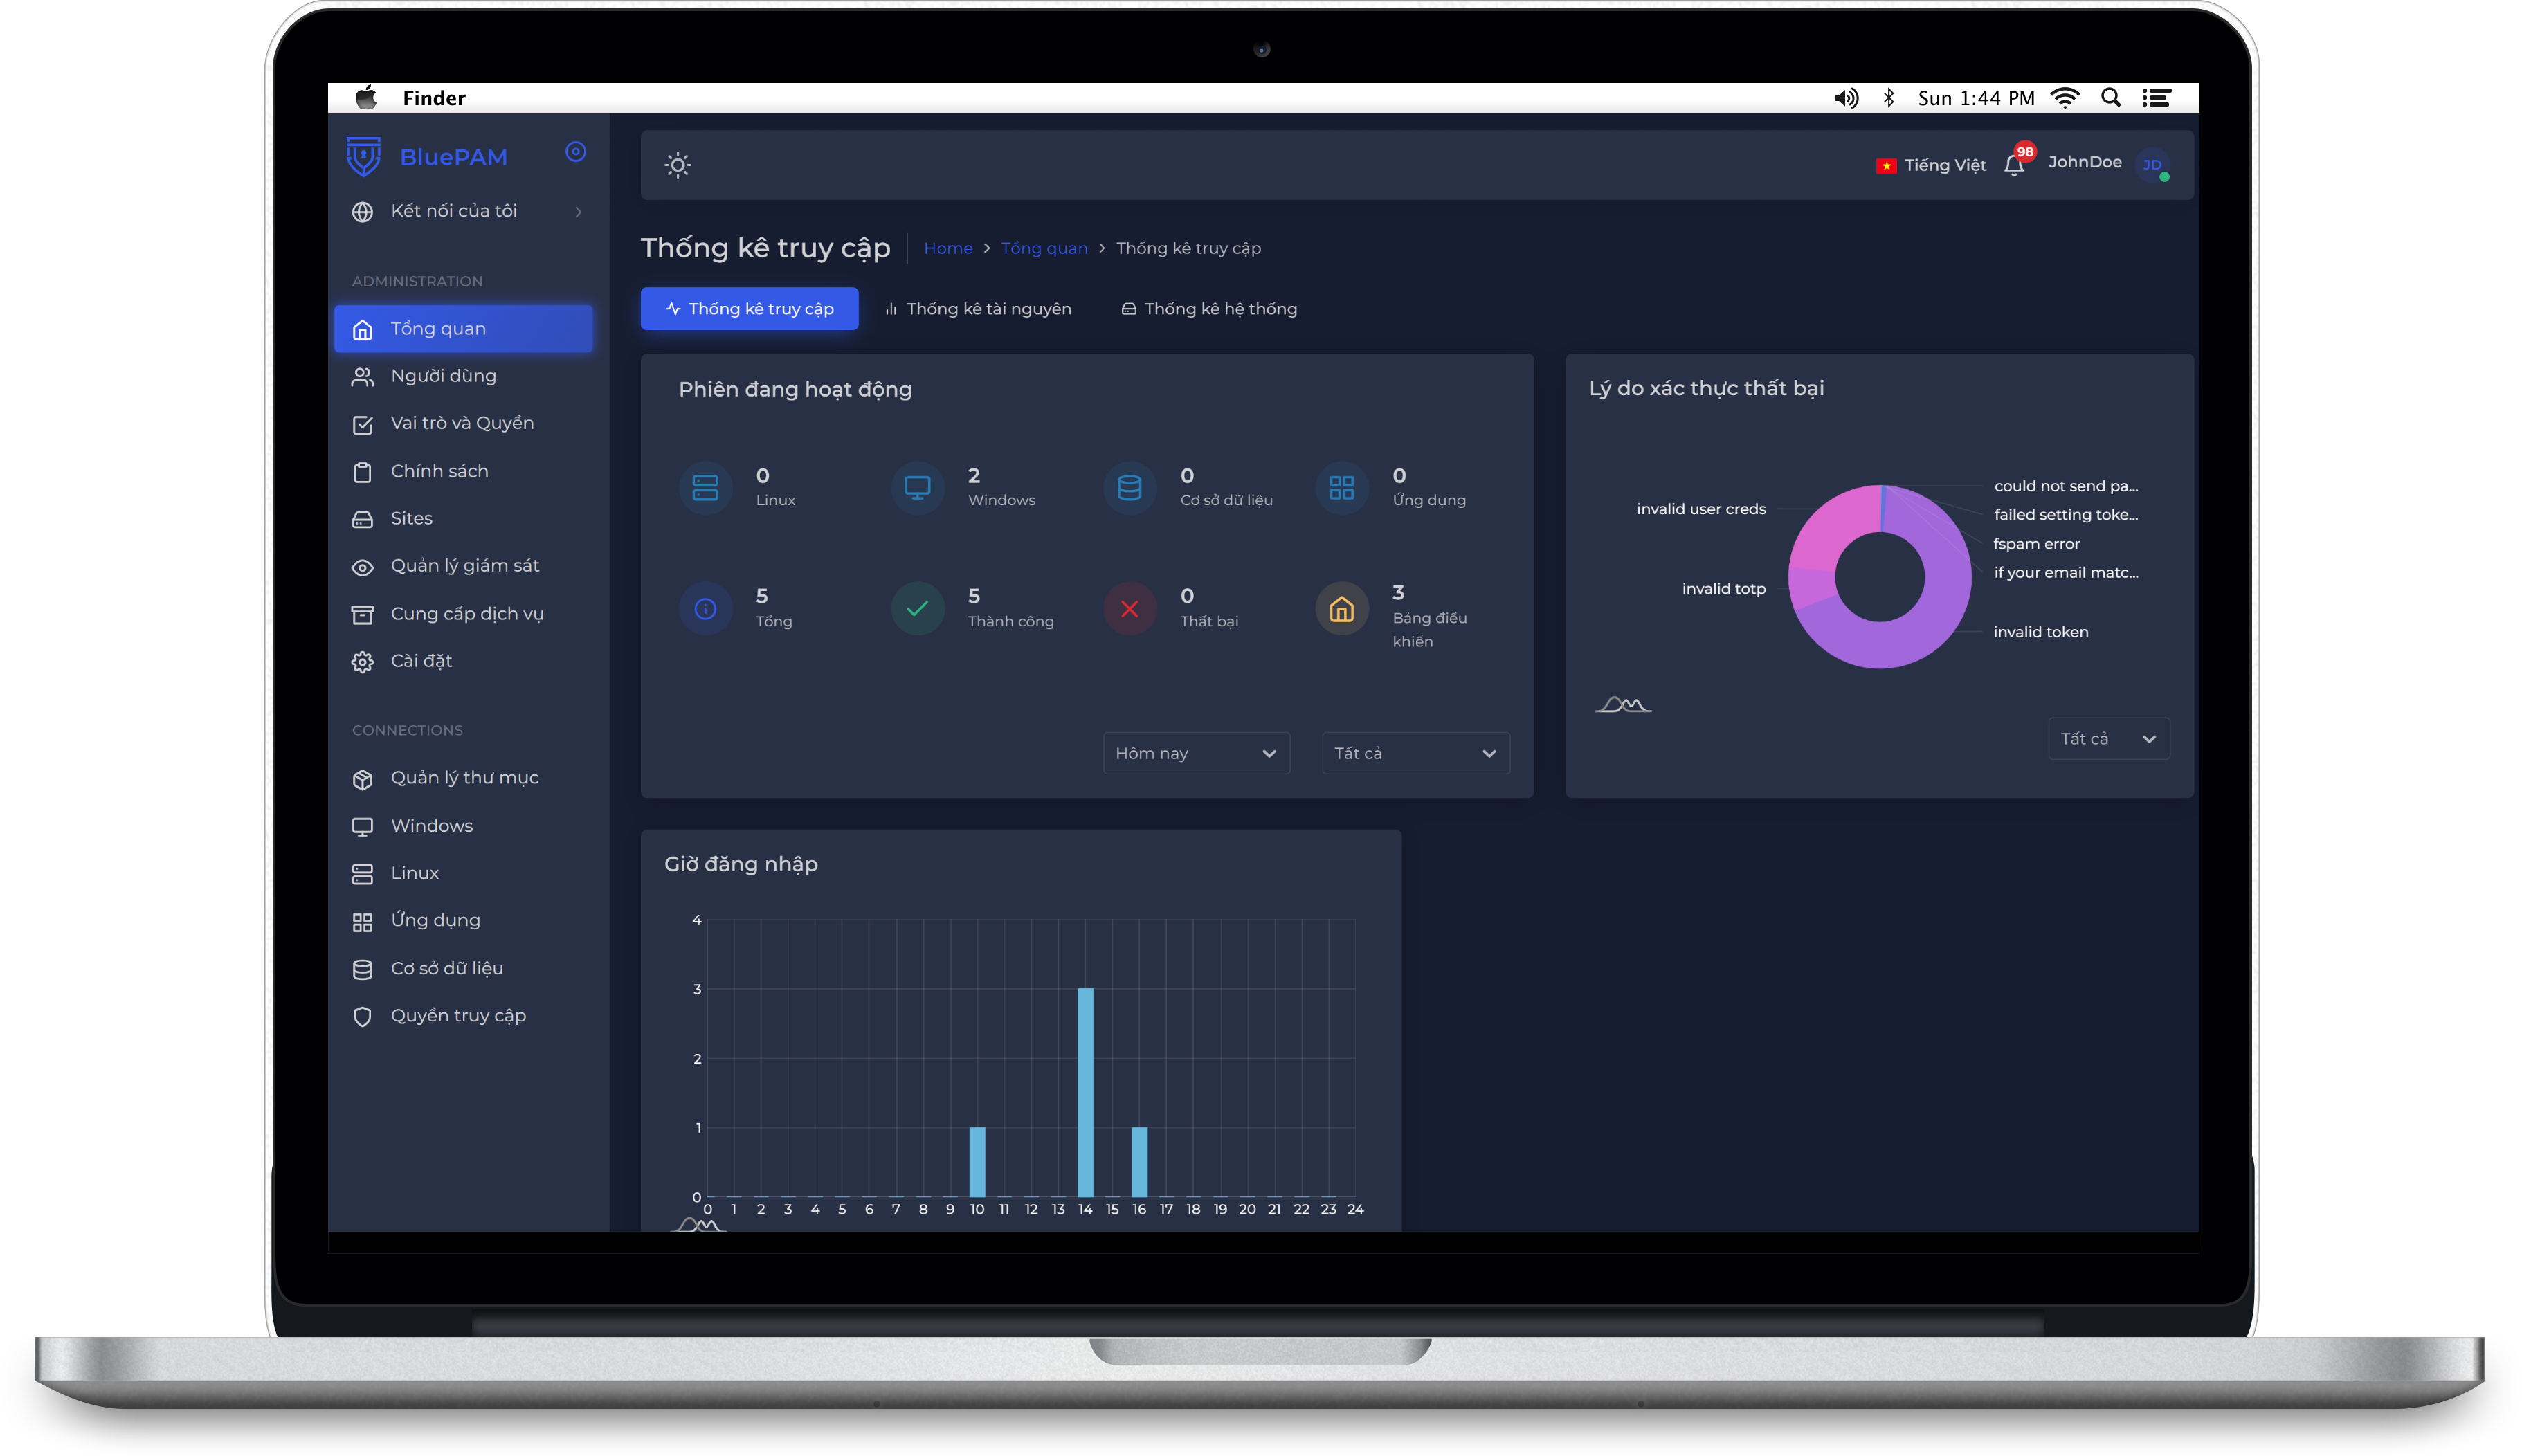 Finder
Sun 1:44 PM
BluePAM
Kết nối của tôi
ADMINISTRATION
Tổng quan
Người dùng
Vai trò và Quyền
Chính sách
Sites
Quản lý giám sát
Cung cấp dịch vụ
Cài đặt
CONNECTIONS
Quản lý thư mục
Windows
Linux
Ứng dụng
Cơ sở dữ liệu
Quyền truy cập
Tiếng Việt
98
JohnDoe
JD
Thống kê truy cập
Home > Tổng quan > Thống kê truy cập
Thống kê truy cập
Thống kê tài nguyên
Thống kê hệ thống
Phiên đang hoạt động
0
Linux
2
Windows
0
Cơ sở dữ liệu
0
Ứng dụng
5
Tổng
5
Thành công
0
Thất bại
3
Bảng điều
khiển
Hôm nay
Tất cả
Lý do xác thực thất bại
invalid user creds
invalid totp
could not send pa...
failed setting toke...
fspam error
if your email matc...
invalid token
Tất cả
Giờ đăng nhập
4
3
2
1
0
0 1 2 3 4 5 6 7 8 9 10 11 12 13 14 15 16 17 18 19 20 21 22 23 24